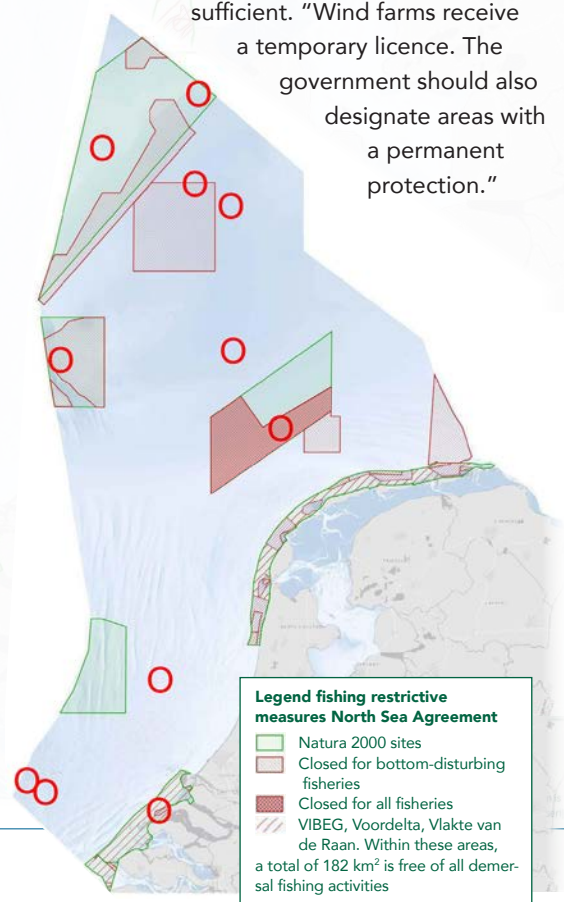 sufficient. “Wind farms receive
a temporary licence. The
government should also
designate areas with
a permanent
protection.”
Legend fishing restrictive
measures North Sea Agreement
Natura 2000 sites
Closed for bottom-disturbing
fisheries
Closed for all fisheries
VIBEG, Voordelta, Vlakte van
de Raan. Within these areas,
a total of 182 km² is free of all demer-
sal fishing activities